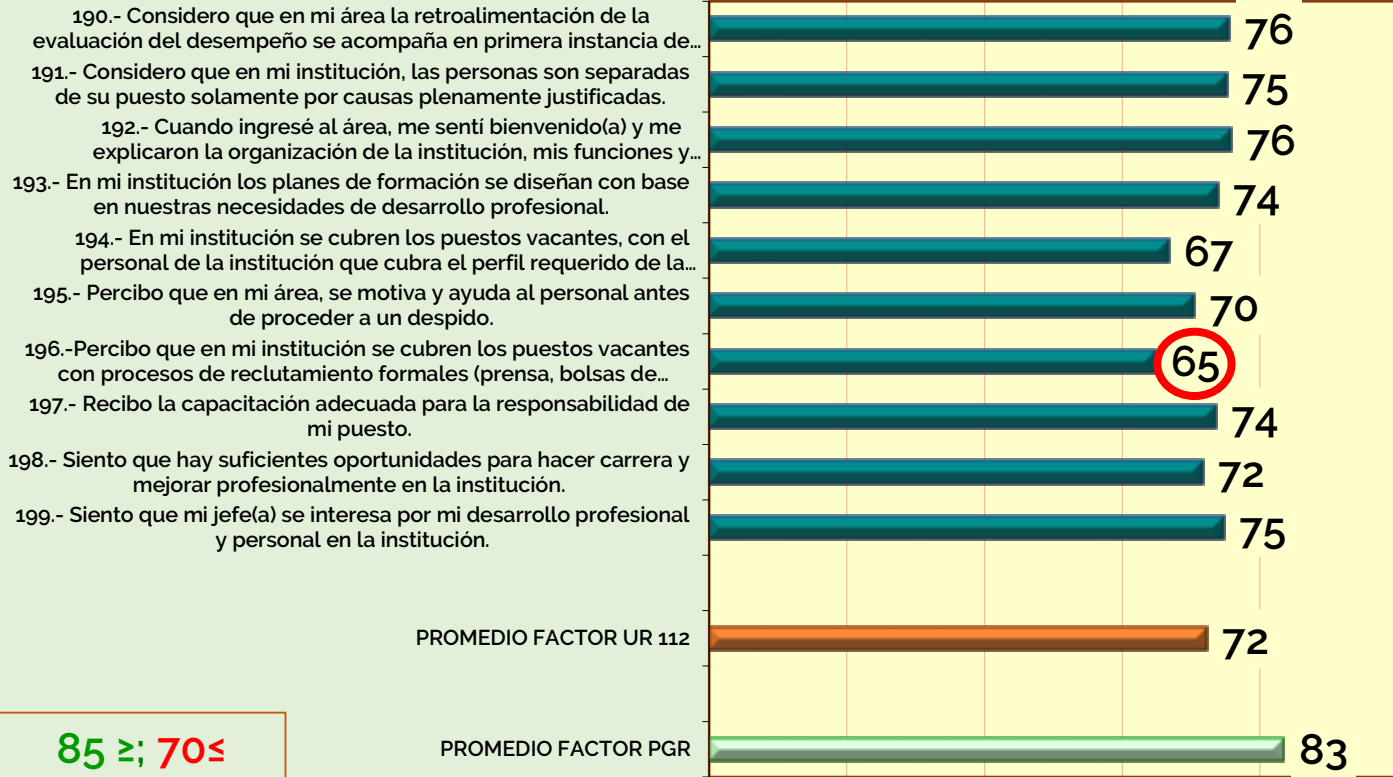 190.- Considero que en mi área la retroalimentación de la
evaluación del desempeño se acompaña en primera instancia de...
76
191.- Considero que en mi institución, las personas son separadas
de su puesto solamente por causas plenamente justificadas.
75
192.- Cuando ingresé al área, me sentí bienvenido(a) y me
explicaron la organización de la institución, mis funciones y...
76
193.- En mi institución los planes de formación se diseñan con base
en nuestras necesidades de desarrollo profesional.
74
194.- En mi institución se cubren los puestos vacantes, con el
personal de la institución que cubra el perfil requerido de la...
67
195.- Percibo que en mi área, se motiva y ayuda al personal antes
de proceder a un despido.
70
196.-Percibo que en mi institución se cubren los puestos vacantes
con procesos de reclutamiento formales (prensa, bolsas de...
65
197.- Recibo la capacitación adecuada para la responsabilidad de
mi puesto.
74
198.- Siento que hay suficientes oportunidades para hacer carrera y
mejorar profesionalmente en la institución.
72
199.- Siento que mi jefe(a) se interesa por mi desarrollo profesional
y personal en la institución.
75
PROMEDIO FACTOR UR 112
72
85 ≥; 70≤
PROMEDIO FACTOR PGR
83